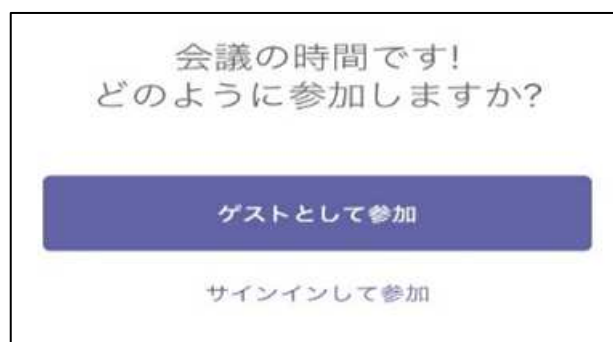 会議の時間です!
どのように参加しますか?
ゲストとして参加
サインインして参加